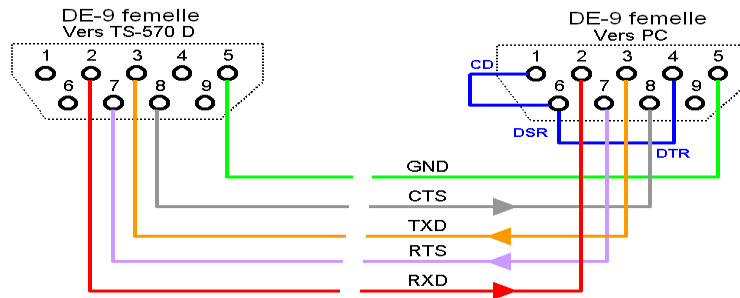 DE-9 femelle
Vers TS-570 D
1 2 3 4 5
6 7 8 9
DE-9 femelle
Vers PC
1 2 3 4 5
6 7 8 9
CD
DSR
DTR
GND
CTS
TXD
RTS
RXD